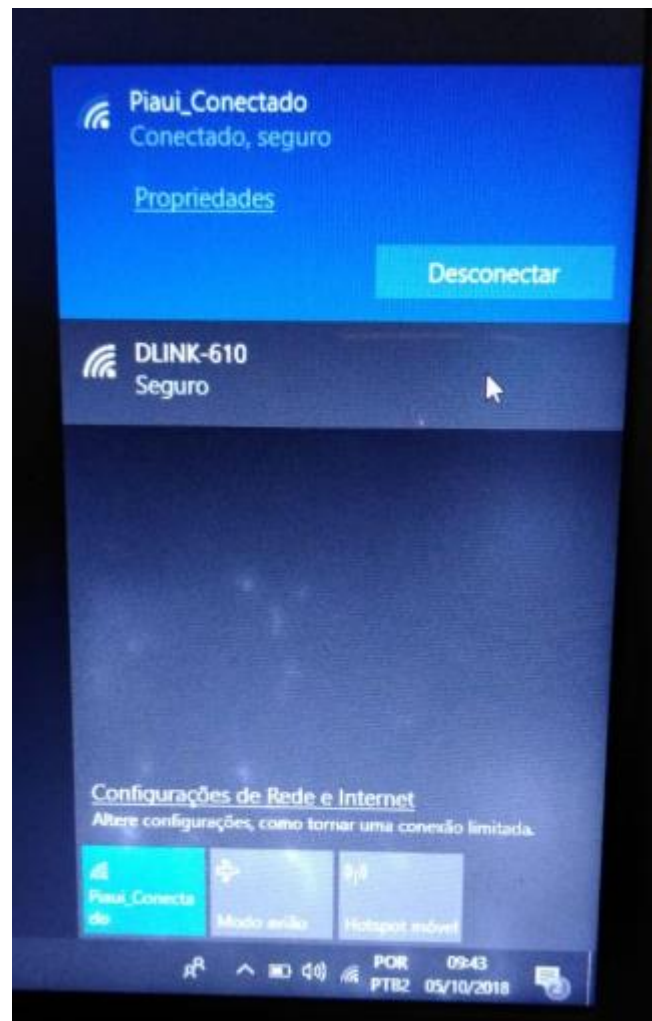 Piaui_Conectado
Conectado, seguro
Propriedades
Desconectar
DLINK-610
Seguro
Configurações de Rede e Internet
Altere configurações, como tornar uma conexão limitada.
Piaui_Conecta
do
Modo avião
Hotspot móvel
POR
09:43
PTB2
05/10/2018
2